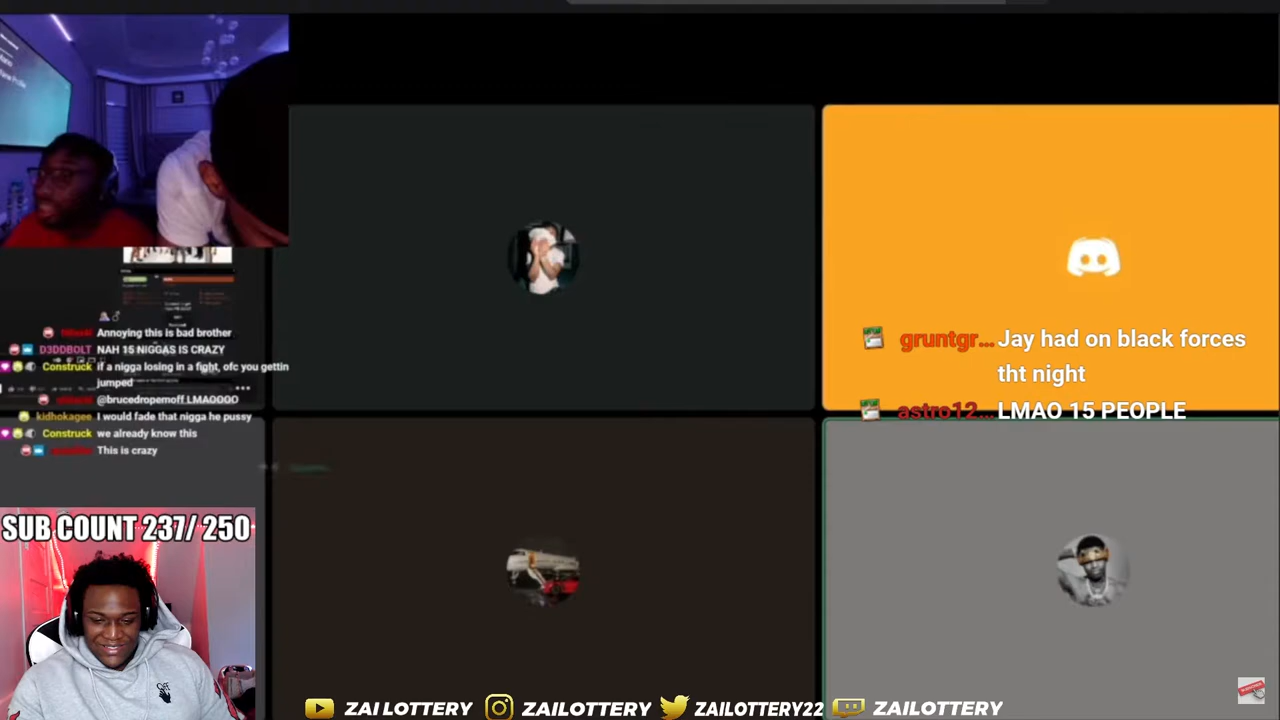 Annoying this is bad brother
D3DDBOLT NAH 15 NIGGAS IS CRAZY
Construck if a nigga losing in a fight, ofc you gettin
jumped
@brucedropemoff LMAOOOO
kidhokagee I would fade that nigga he pussy
Construck we already know this
This is crazy
gruntgr... Jay had on black forces
tht night
astro12... LMAO 15 PEOPLE
SUB COUNT 237/ 250
ZAI LOTTERY ZAILOTTERY ZAILOTTERY22 ZAILOTTERY